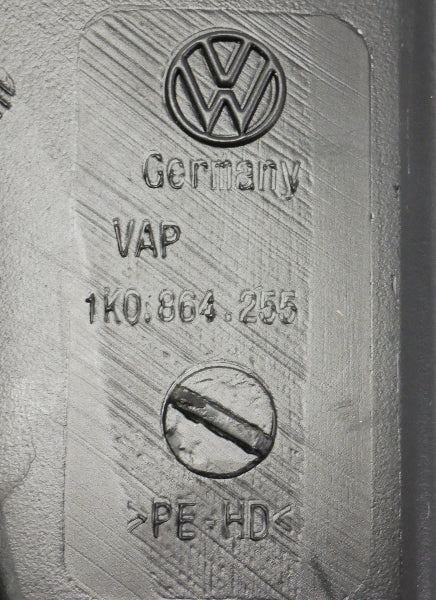 Germany
VAP
1K0.864.255
>PE-HD<